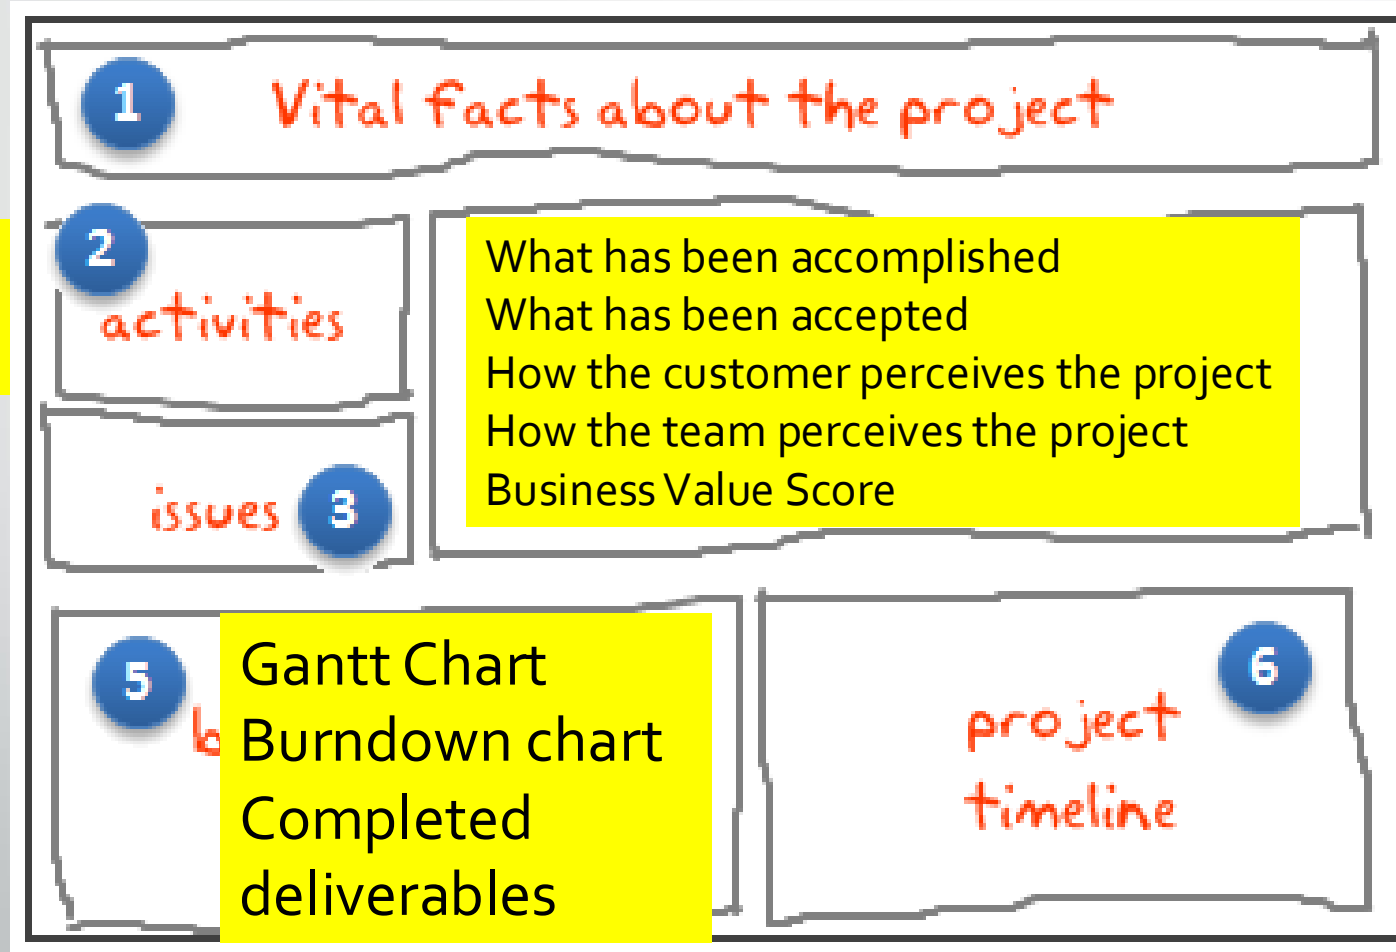 1 Vital facts about the project
2
activities
What has been accomplished
What has been accepted
How the customer perceives the project
How the team perceives the project
Business Value Score
issues 3
5
Gantt Chart
Burndown chart
Completed
deliverables
6
project
timeline